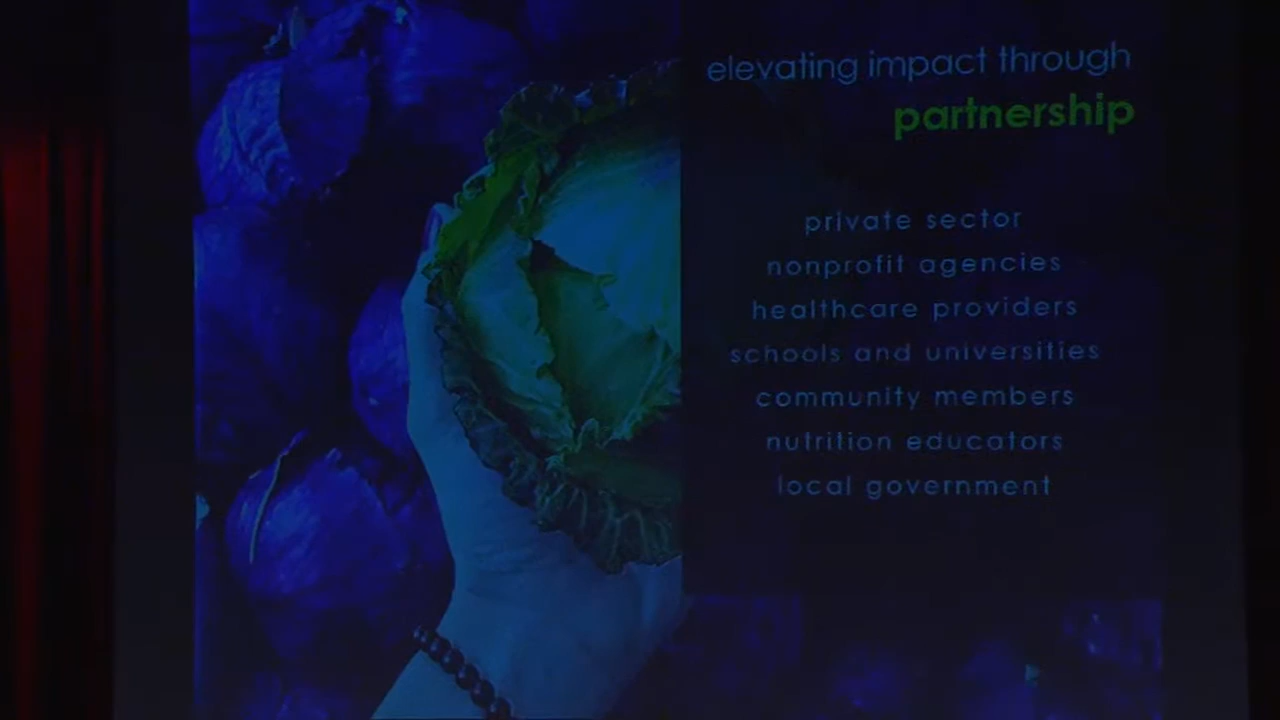 elevating impact through
partnership
private sector
nonprofit agencies
healthcare providers
schools and universities
community members
nutrition educators
local government